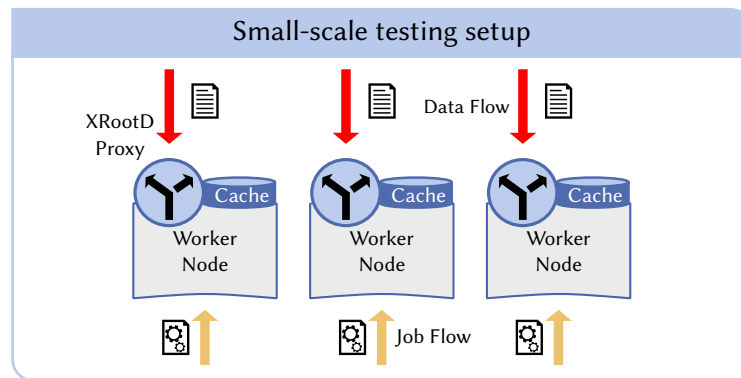 Small-scale testing setup
Data Flow
XRootD
Proxy
Cache
Cache
Cache
Worker
Node
Worker
Node
Worker
Node
Job Flow